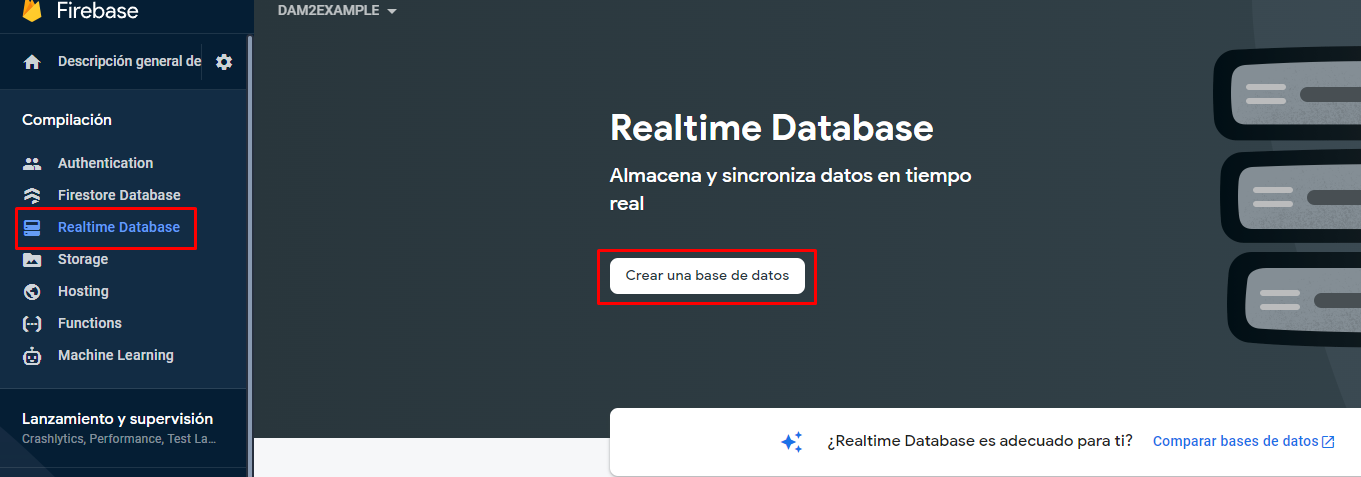 Firebase
DAM2EXAMPLE
Descripción general de
Compilación
Authentication
Firestore Database
Realtime Database
Storage
Hosting
Functions
Machine Learning
Lanzamiento y supervisión
Crashlytics, Performance, Test La...
Realtime Database
Almacena y sincroniza datos en tiempo
real
Crear una base de datos
¿Realtime Database es adecuado para ti? Comparar bases de datos